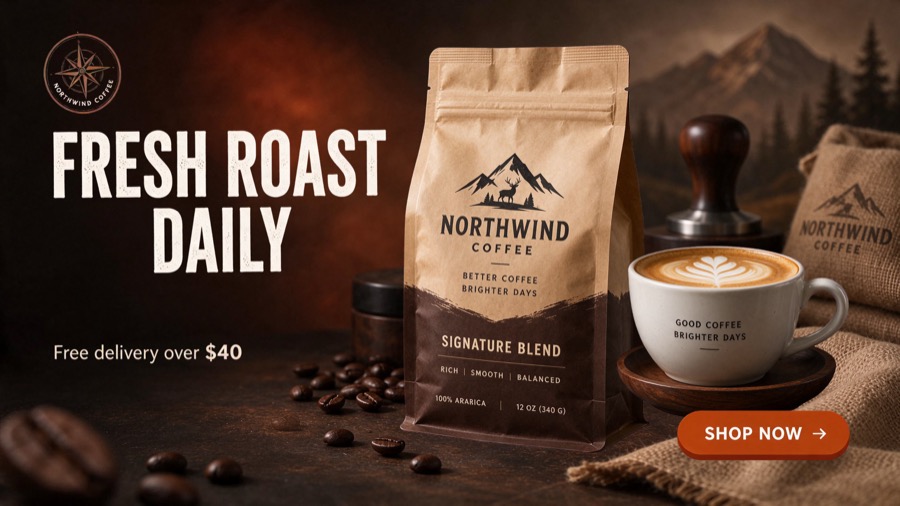 NORTHWIND COFFEE
FRESH ROAST
DAILY
Free delivery over $40
NORTHWIND
COFFEE
BETTER COFFEE
BRIGHTER DAYS
SIGNATURE BLEND
RICH | SMOOTH | BALANCED
100% ARABICA | 12 OZ (340 G)
NORTHWIND
COFFEE
GOOD COFFEE
BRIGHTER DAYS
SHOP NOW →